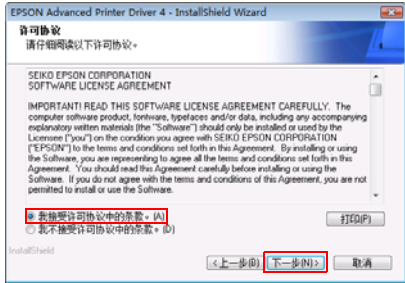 EPSON Advanced Printer Driver 4 - InstallShield Wizard
许可协议
请仔细阅读以下许可协议。
SEIKO EPSON CORPORATION
SOFTWARE LICENSE AGREEMENT
IMPORTANT! READ THIS SOFTWARE LICENSE AGREEMENT CAREFULLY. The
computer software product, fontware, typefaces and/or data, including any accompanying
explanatory written materials (the "Software") should only be installed or used by the
Licensee ("you") on the condition you agree with SEIKO EPSON CORPORATION
("EPSON") to the terms and conditions set forth in this Agreement. By installing or using
the Software, you are representing to agree all the terms and conditions set forth in this
Agreement. You should read this Agreement carefully before installing or using the
Software. If you do not agree with the terms and conditions of this Agreement, you are not
permitted to install or use the Software.
我接受许可协议中的条款。(A)
打印(P)
我不接受许可协议中的条款。(D)
InstallShield
<上一步(B)
下一步(N)>
取消